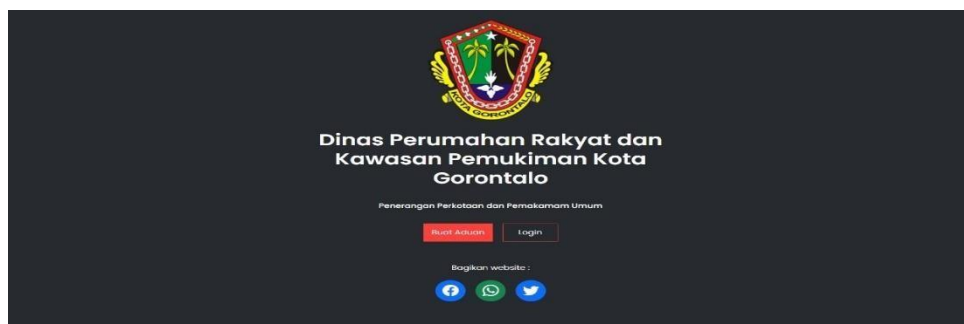 KOTA GORONTALO
Dinas Perumahan Rakyat dan
Kawasan Pemukiman Kota
Gorontalo
Penerangan Perkotaan dan Pemakamam Umum
Buat Aduan
Login
Bagikan website :